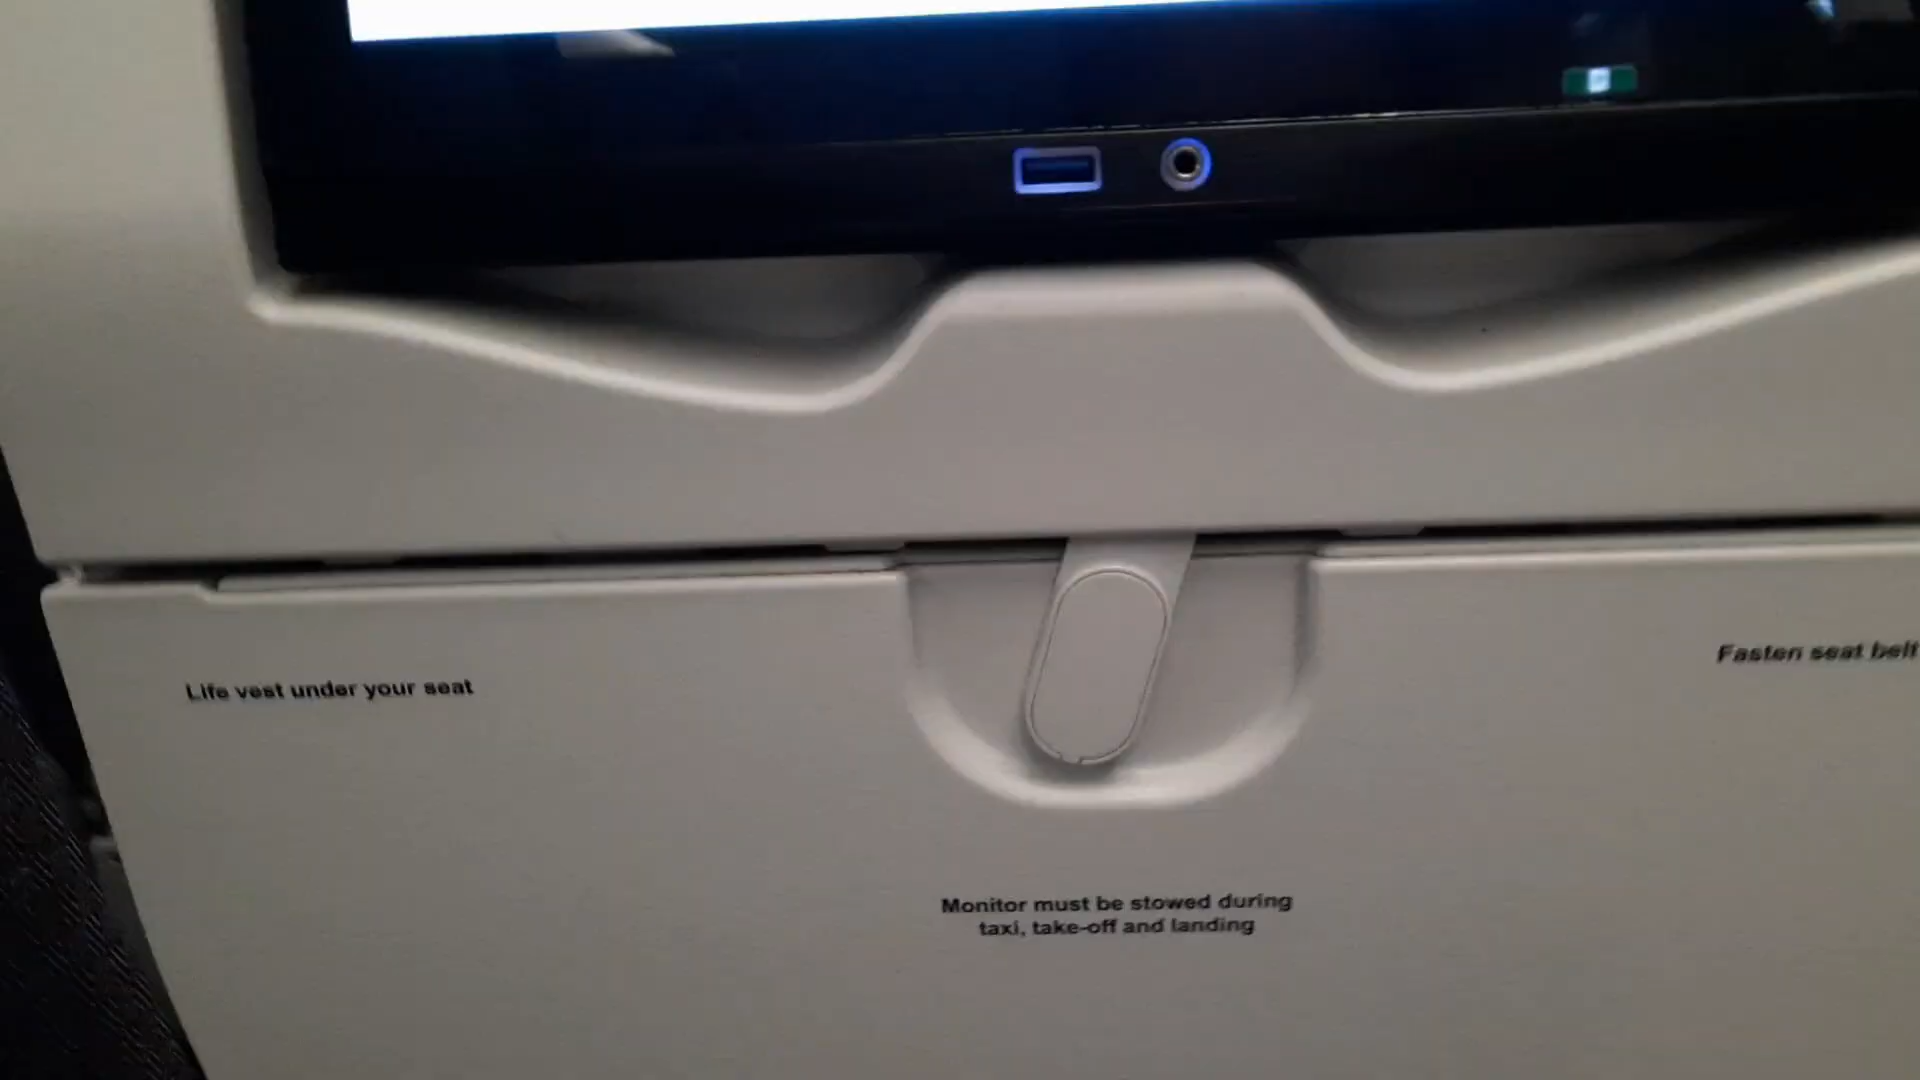 Life vest under your seat
Fasten seat belt
Monitor must be stowed during
taxi, take-off and landing